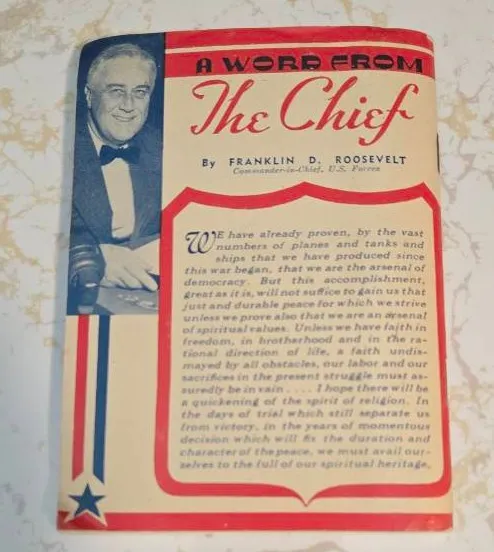 A WORD FROM
The Chief
By FRANKLIN D. ROOSEVELT
Commander-in-Chief, U.S. Forces
WE have already proven, by the vast
numbers of planes and tanks and
ships that we have produced since
this war began, that we are the arsenal of
democracy. But this accomplishment,
great as it is, will not suffice to gain us that
just and durable peace for which we strive
unless we prove also that we are an arsenal
of spiritual values. Unless we have faith in
freedom, in brotherhood and in the ra-
tional direction of life, a faith undis-
mayed by all obstacles, our labor and our
sacrifices in the present struggle must as-
suredly be in vain . . . . I hope there will be
a quickening of the spirit of religion. In
the days of trial which still separate us
from victory, in the years of momentous
decision which will fix the duration and
character of the peace, we must avail our-
selves to the full of our spiritual heritage.